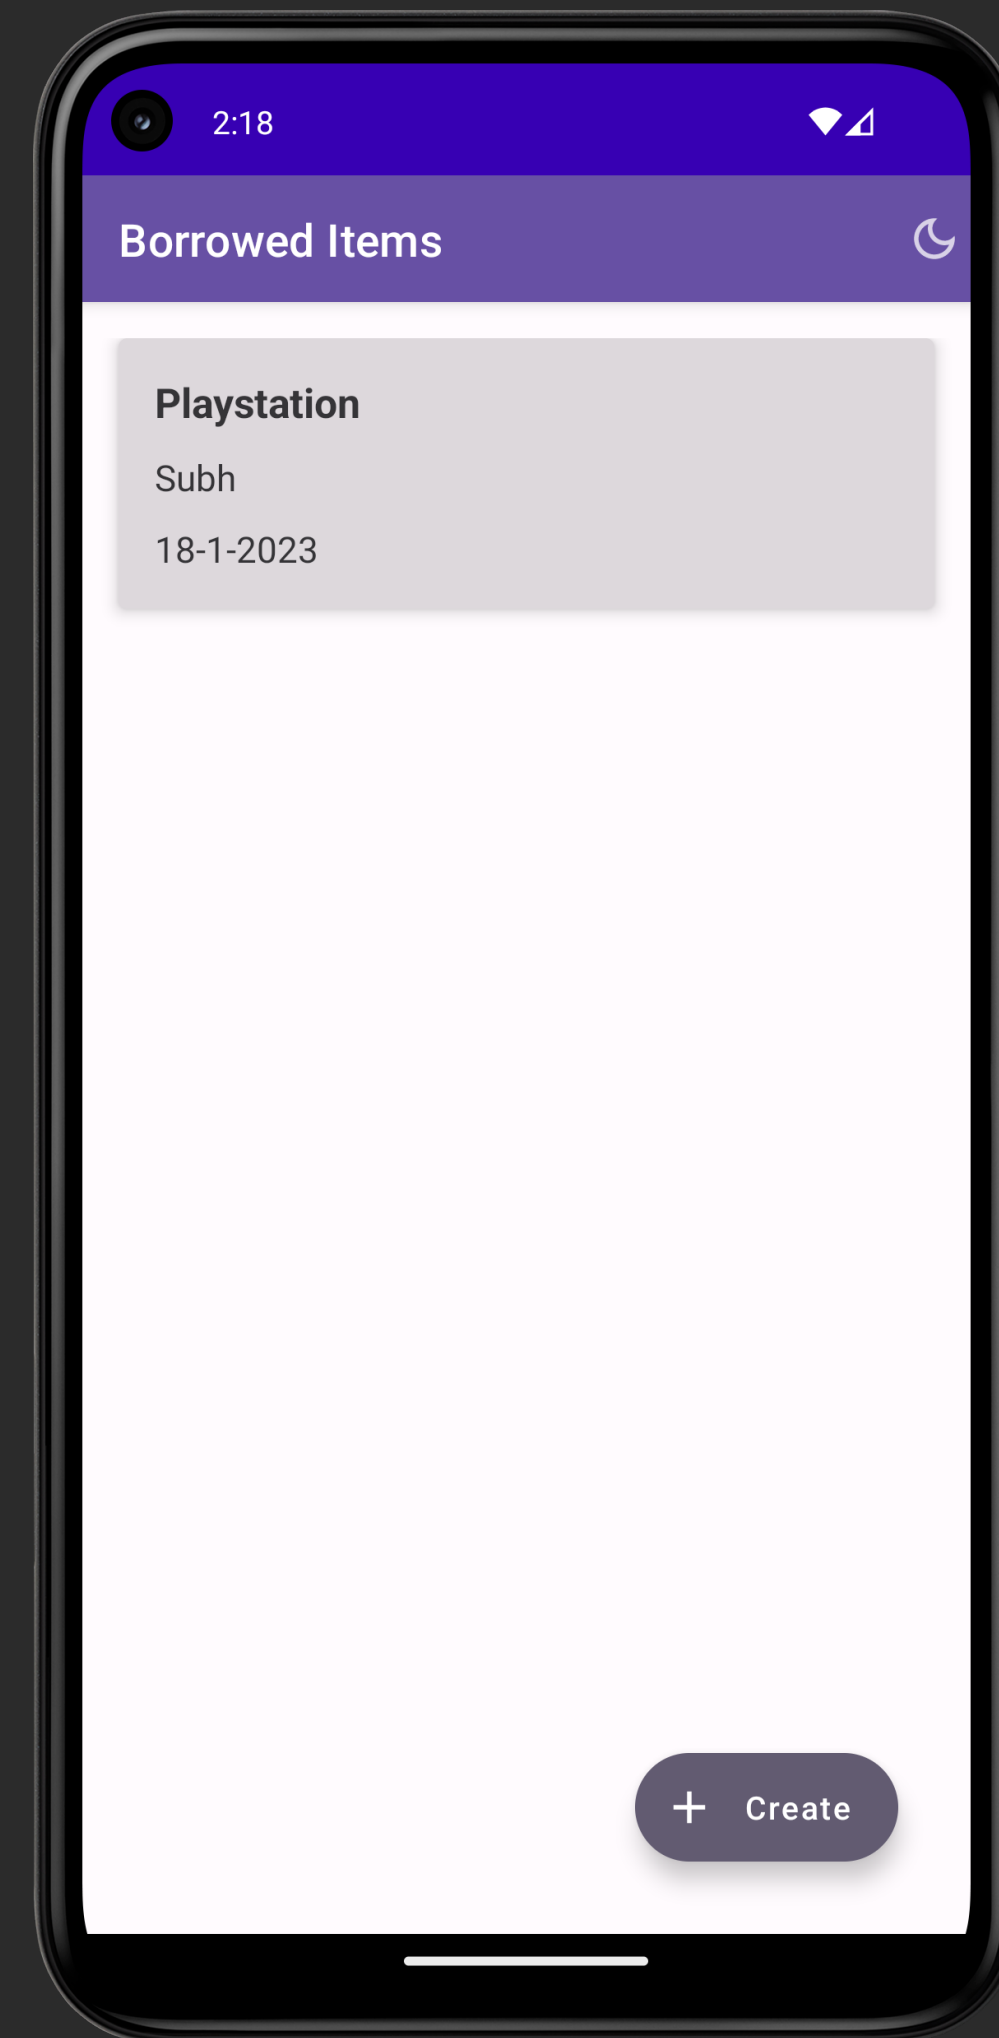 2:18
Borrowed Items
Playstation
Subh
18-1-2023
Create